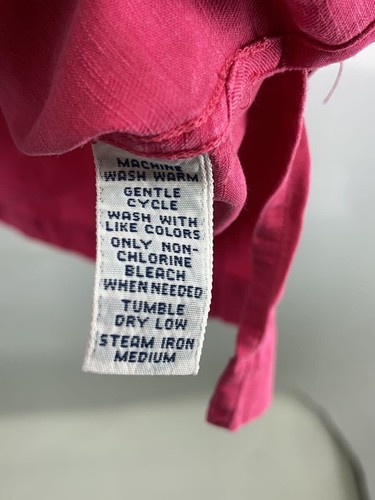 MACHINE
WASH WARM
GENTLE
CYCLE
WASH WITH
LIKE COLORS
ONLY NON-
CHLORINE
BLEACH
WHEN NEEDED
TUMBLE
DRY LOW
STEAM IRON
MEDIUM